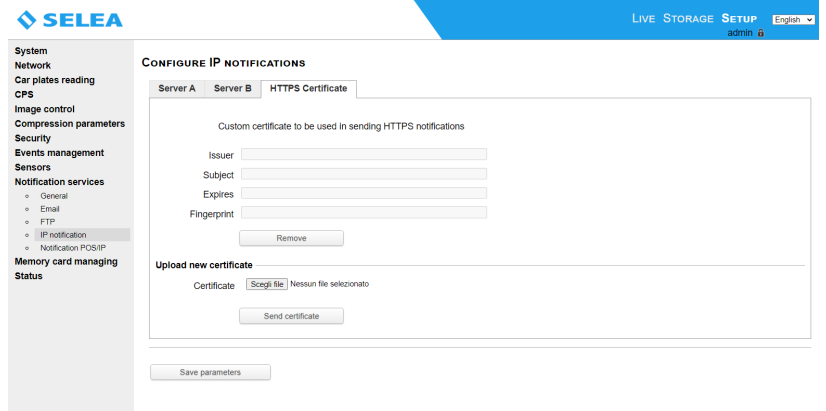 SELEA
LIVE STORAGE SETUP English
admin
System
Network
Car plates reading
CPS
Image control
Compression parameters
Security
Events management
Sensors
Notification services
General
Email
FTP
IP notification
Notification POS/IP
Memory card managing
Status
CONFIGURE IP NOTIFICATIONS
Server A Server B HTTPS Certificate
Custom certificate to be used in sending HTTPS notifications
Issuer
Subject
Expires
Fingerprint
Remove
Upload new certificate
Certificate Scegli file Nessun file selezionato
Send certificate
Save parameters